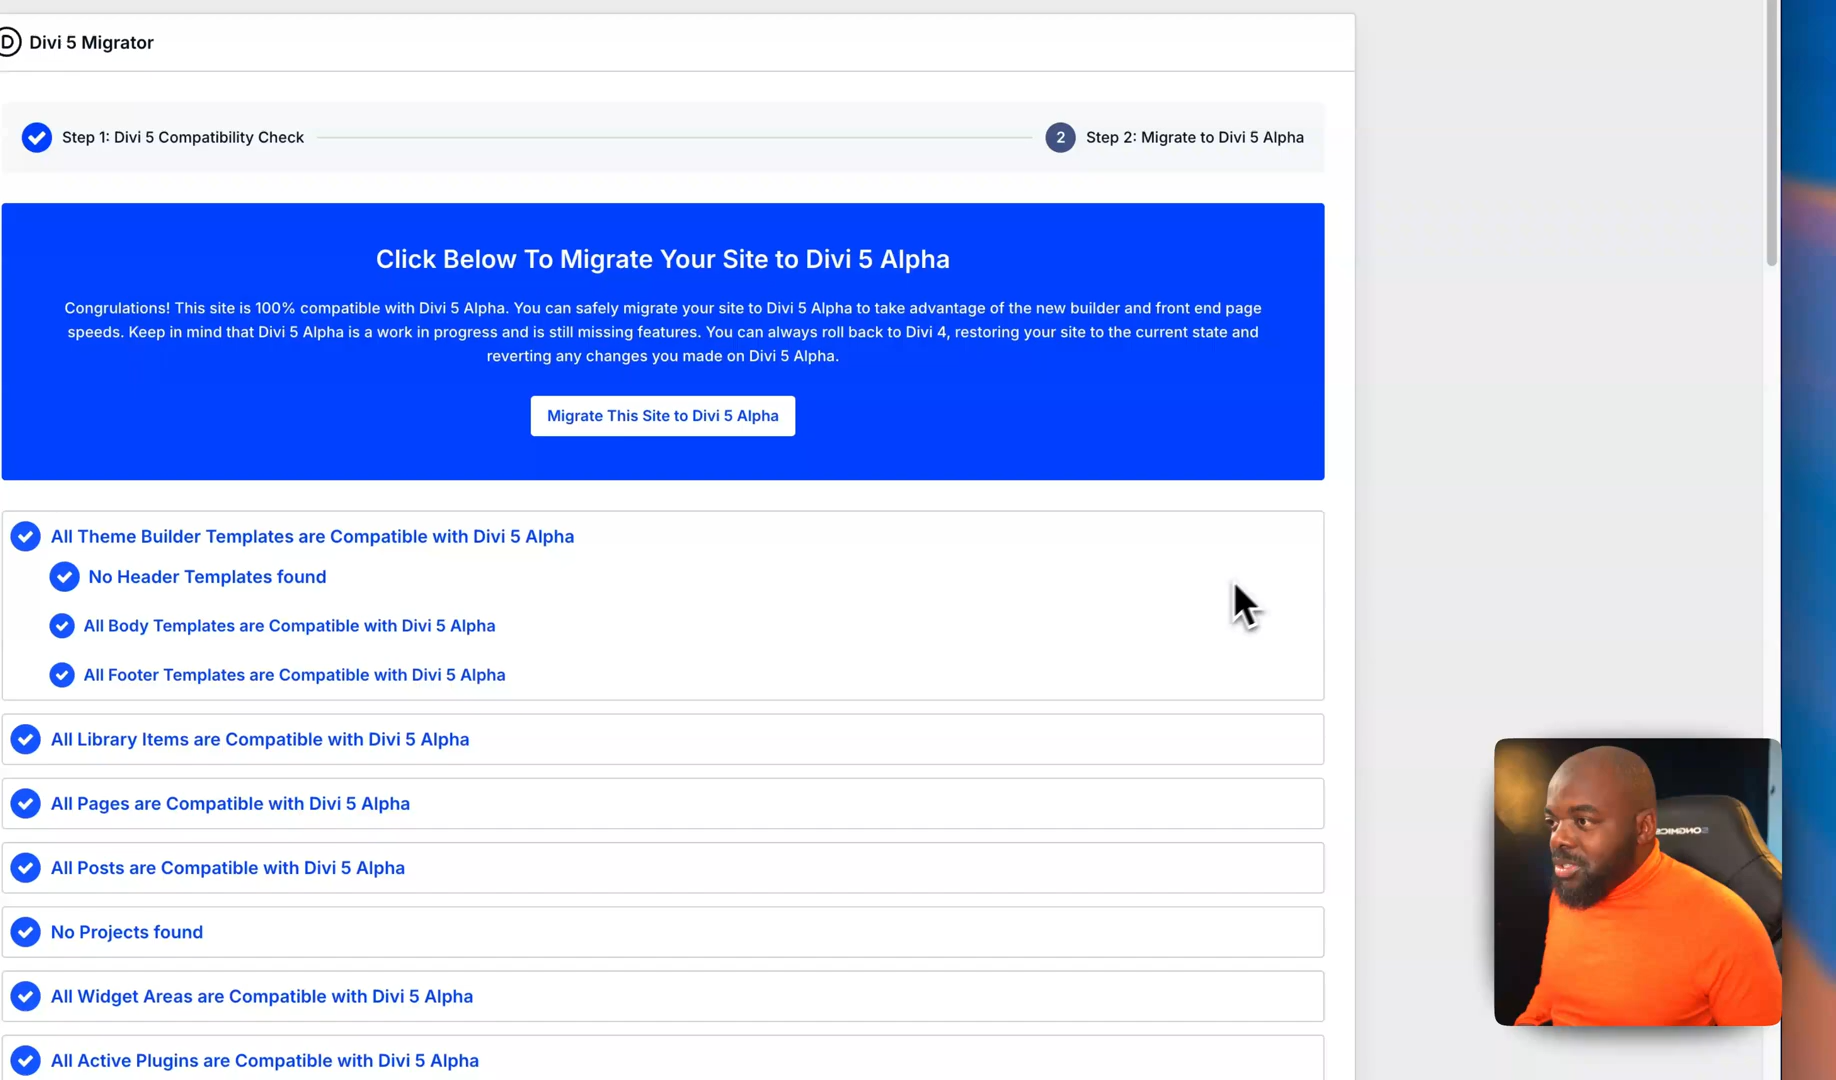 Divi 5 Migrator
Step 1: Divi 5 Compatibility Check
2 Step 2: Migrate to Divi 5 Alpha
Click Below To Migrate Your Site to Divi 5 Alpha
Congrulations! This site is 100% compatible with Divi 5 Alpha. You can safely migrate your site to Divi 5 Alpha to take advantage of the new builder and front end page
speeds. Keep in mind that Divi 5 Alpha is a work in progress and is still missing features. You can always roll back to Divi 4, restoring your site to the current state and
reverting any changes you made on Divi 5 Alpha.
Migrate This Site to Divi 5 Alpha
All Theme Builder Templates are Compatible with Divi 5 Alpha
No Header Templates found
All Body Templates are Compatible with Divi 5 Alpha
All Footer Templates are Compatible with Divi 5 Alpha
All Library Items are Compatible with Divi 5 Alpha
All Pages are Compatible with Divi 5 Alpha
All Posts are Compatible with Divi 5 Alpha
No Projects found
All Widget Areas are Compatible with Divi 5 Alpha
All Active Plugins are Compatible with Divi 5 Alpha